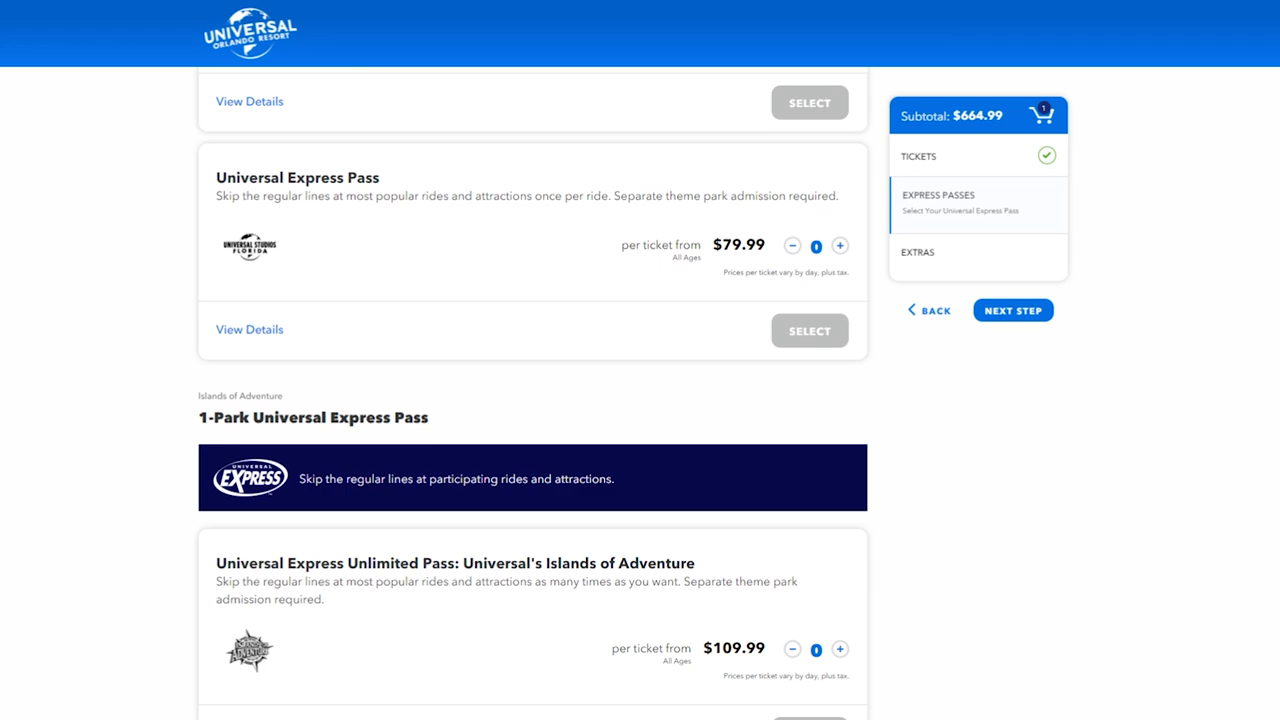 UNIVERSAL
ORLANDO RESORT
View Details
SELECT
Universal Express Pass
Skip the regular lines at most popular rides and attractions once per ride. Separate theme park admission required.
UNIVERSAL STUDIOS
FLORIDA
per ticket from $79.99 − 0 +
All Ages
Prices per ticket vary by day, plus tax.
View Details
SELECT
Islands of Adventure
1-Park Universal Express Pass
UNIVERSAL
EXPRESS
Skip the regular lines at participating rides and attractions.
Universal Express Unlimited Pass: Universal's Islands of Adventure
Skip the regular lines at most popular rides and attractions as many times as you want. Separate theme park
admission required.
ADVENTURE
per ticket from $109.99 − 0 +
All Ages
Prices per ticket vary by day, plus tax.
Subtotal: $664.99 1
TICKETS
EXPRESS PASSES
Select Your Universal Express Pass
EXTRAS
BACK
NEXT STEP